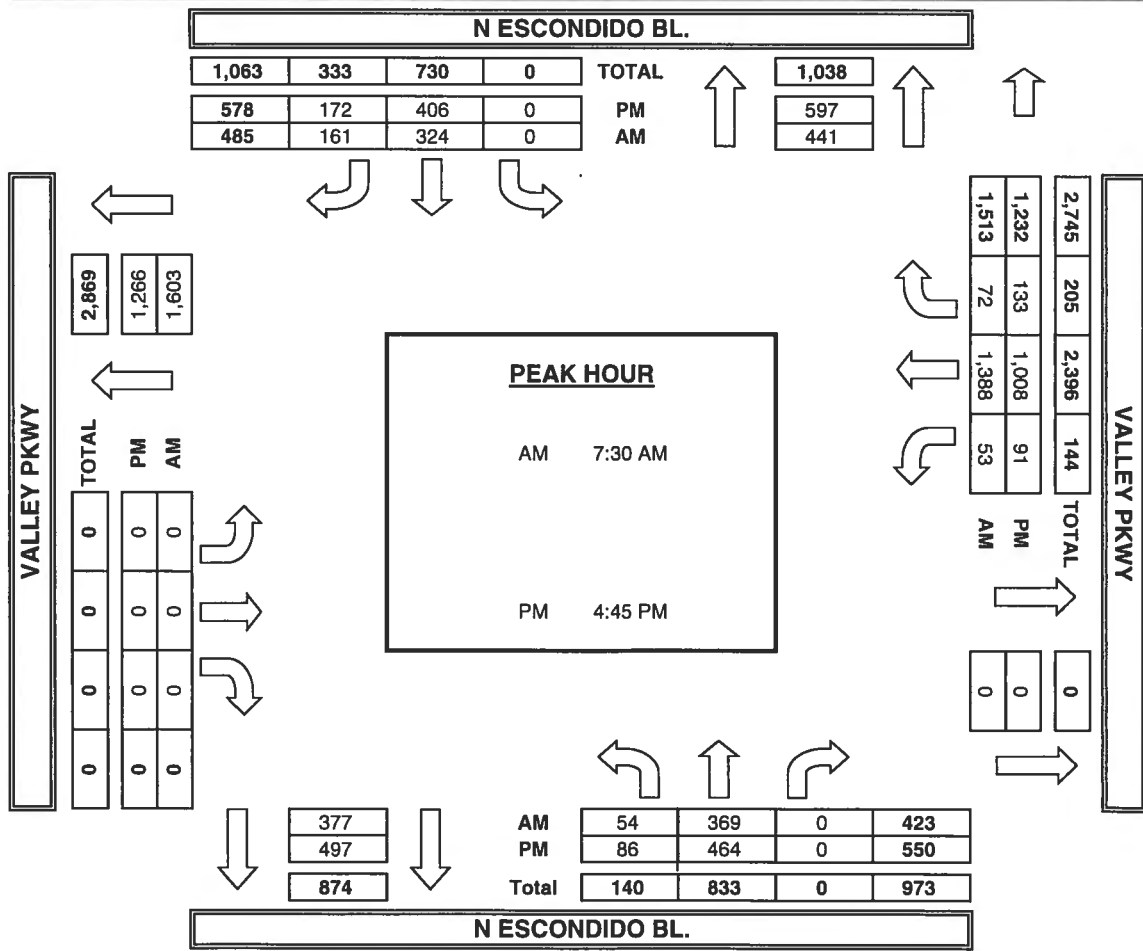 N ESCONDIDO BL.
1,063 333 730 0 TOTAL 1,038
578 172 406 0 PM 597
485 161 324 0 AM 441
VALLEY PKWY
2,869
1,266
1,603
TOTAL 0 0 0 0
PM 0 0 0 0
AM 0 0 0 0
PEAK HOUR
AM 7:30 AM
PM 4:45 PM
2,745 205 2,396 144 TOTAL 0
1,232 133 1,008 91 PM 0
1,513 72 1,388 53 AM 0
VALLEY PKWY
377 AM 54 369 0 423
497 PM 86 464 0 550
874 Total 140 833 0 973
N ESCONDIDO BL.